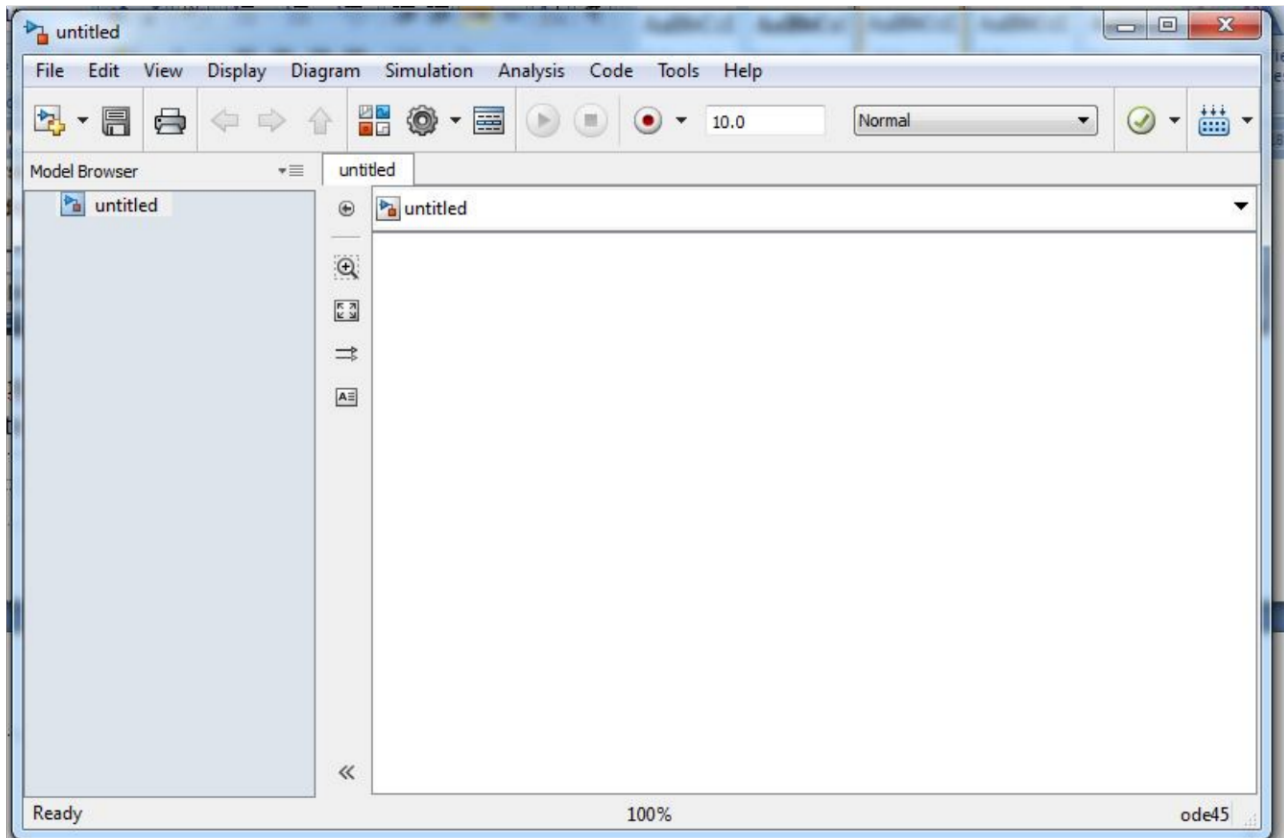 untitled
File Edit View Display Diagram Simulation Analysis Code Tools Help
10.0 Normal
Model Browser untitled
untitled untitled
Ready 100% ode45